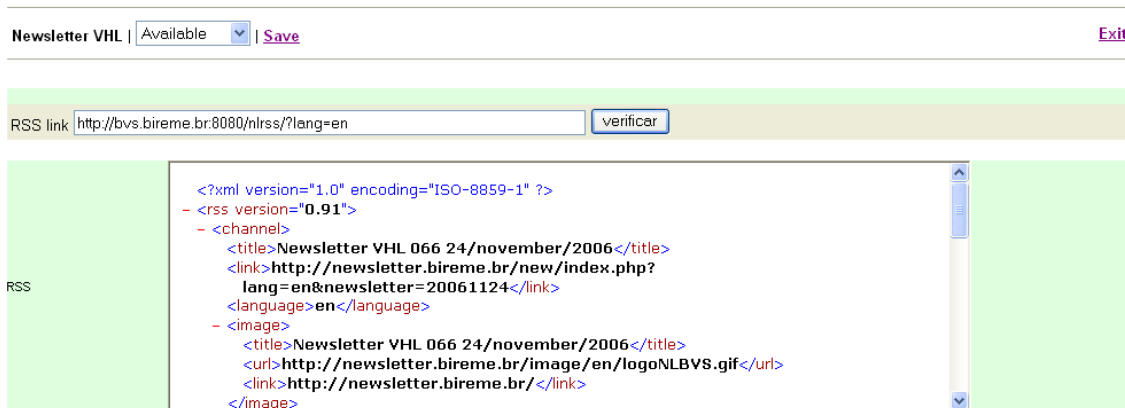 Newsletter VHL | Available | Save Exit
RSS link http://bvs.bireme.br:8080/nlrss/?lang=en verificar
<?xml version="1.0" encoding="ISO-8859-1" ?>
- <rss version="0.91">
- <channel>
<title>Newsletter VHL 066 24/november/2006</title>
<link>http://newsletter.bireme.br/new/index.php?
lang=en&newsletter=20061124</link>
RSS
<language>en</language>
- <image>
<title>Newsletter VHL 066 24/november/2006</title>
<url>http://newsletter.bireme.br/image/en/logoNLBVS.gif</url>
<link>http://newsletter.bireme.br/</link>
</image>